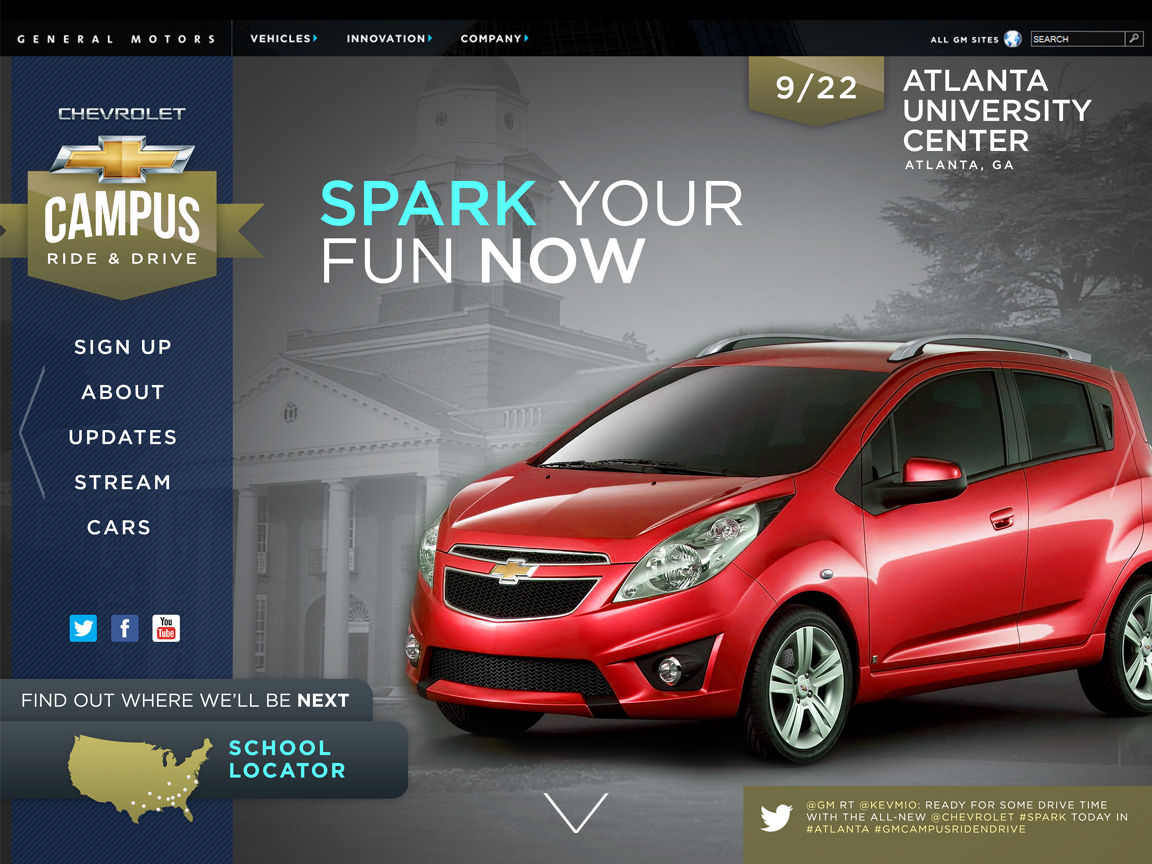 GENERAL MOTORS
VEHICLES
INNOVATION
COMPANY
ALL GM SITES
SEARCH
CHEVROLET
CAMPUS
RIDE & DRIVE
9/22
ATLANTA
UNIVERSITY
CENTER
ATLANTA, GA
SPARK YOUR
FUN NOW
SIGN UP
ABOUT
UPDATES
STREAM
CARS
You
Tube
FIND OUT WHERE WE'LL BE NEXT
SCHOOL
LOCATOR
@GM RT @KEVMIO: READY FOR SOME DRIVE TIME
WITH THE ALL-NEW @CHEVROLET #SPARK TODAY IN
#ATLANTA #GMCAMPUSRIDENDRIVE